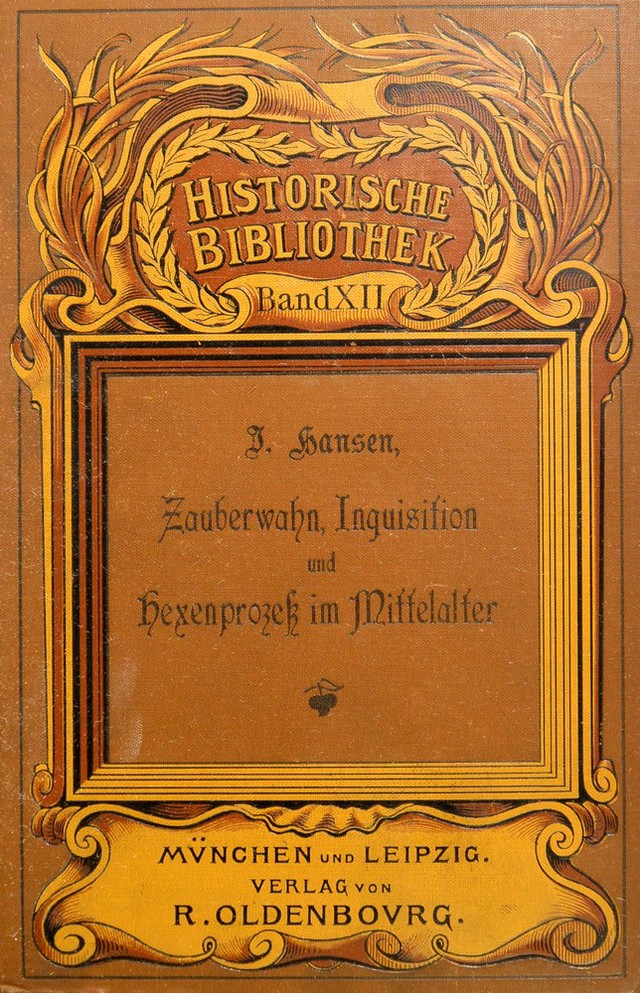 HISTORISCHE
BIBLIOTHEK
Band XII
J. Hansen,
Zauberwahn, Inquisition
und
Hexenprozeß im Mittelalter
MVNCHEN UND LEIPZIG.
VERLAG VON
R. OLDENBOVRG.